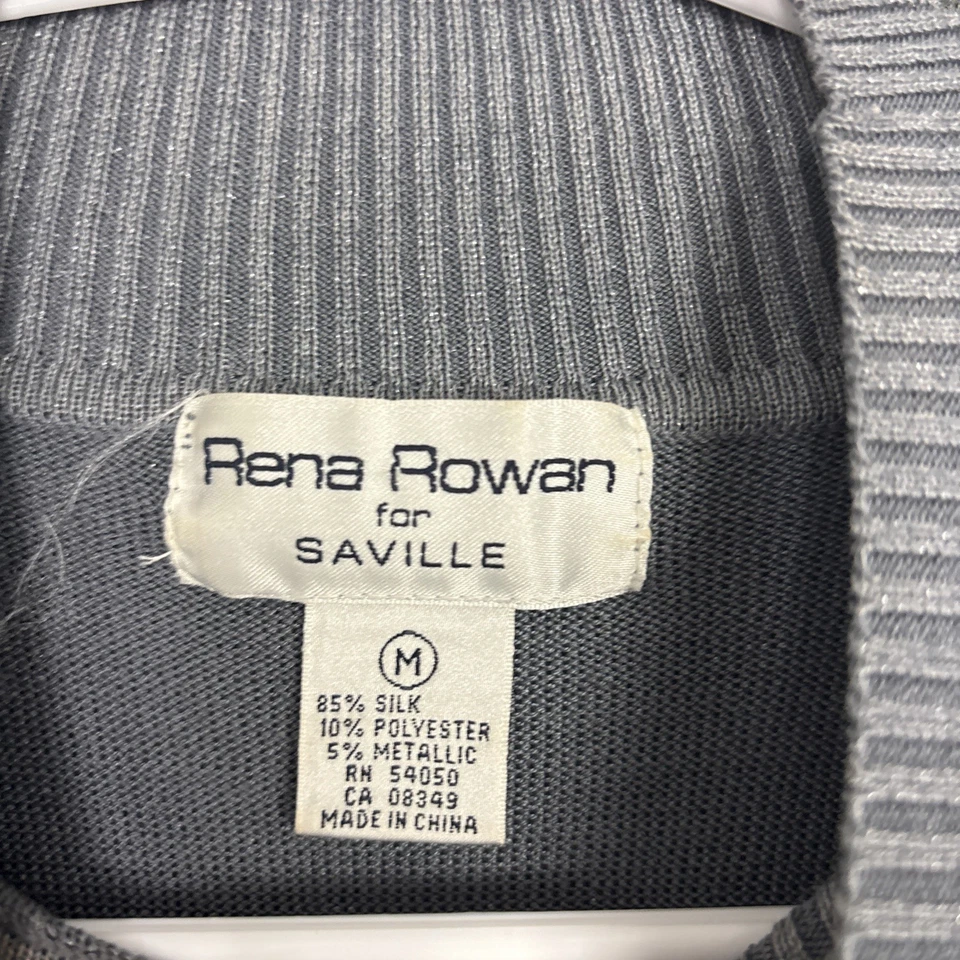 Rena Rowan
for
SAVILLE
M
85% SILK
10% POLYESTER
5% METALLIC
RN 54050
CA 08349
MADE IN CHINA